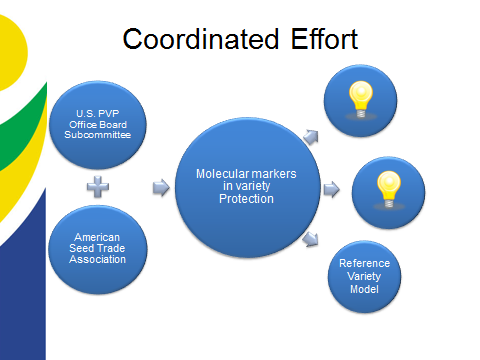 Coordinated Effort
U.S. PVP
Office Board
Subcommittee
American
Seed Trade
Association
Molecular markers
in variety
Protection
Reference
Variety
Model